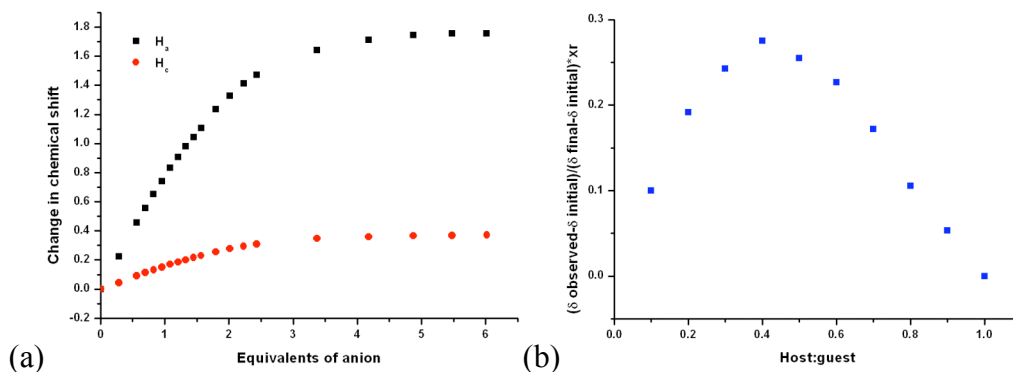 1.8
1.6
1.4
1.2
1.0
0.8
0.6
0.4
0.2
0.0
-0.2
Change in chemical shift
Ha
Hc
0 1 2 3 4 5 6
Equivalents of anion
(a)
0.3
0.2
0.1
0.0
(δ observed-δ initial)/(δ final-δ initial)*xr
0.0 0.2 0.4 0.6 0.8 1.0
Host:guest
(b)